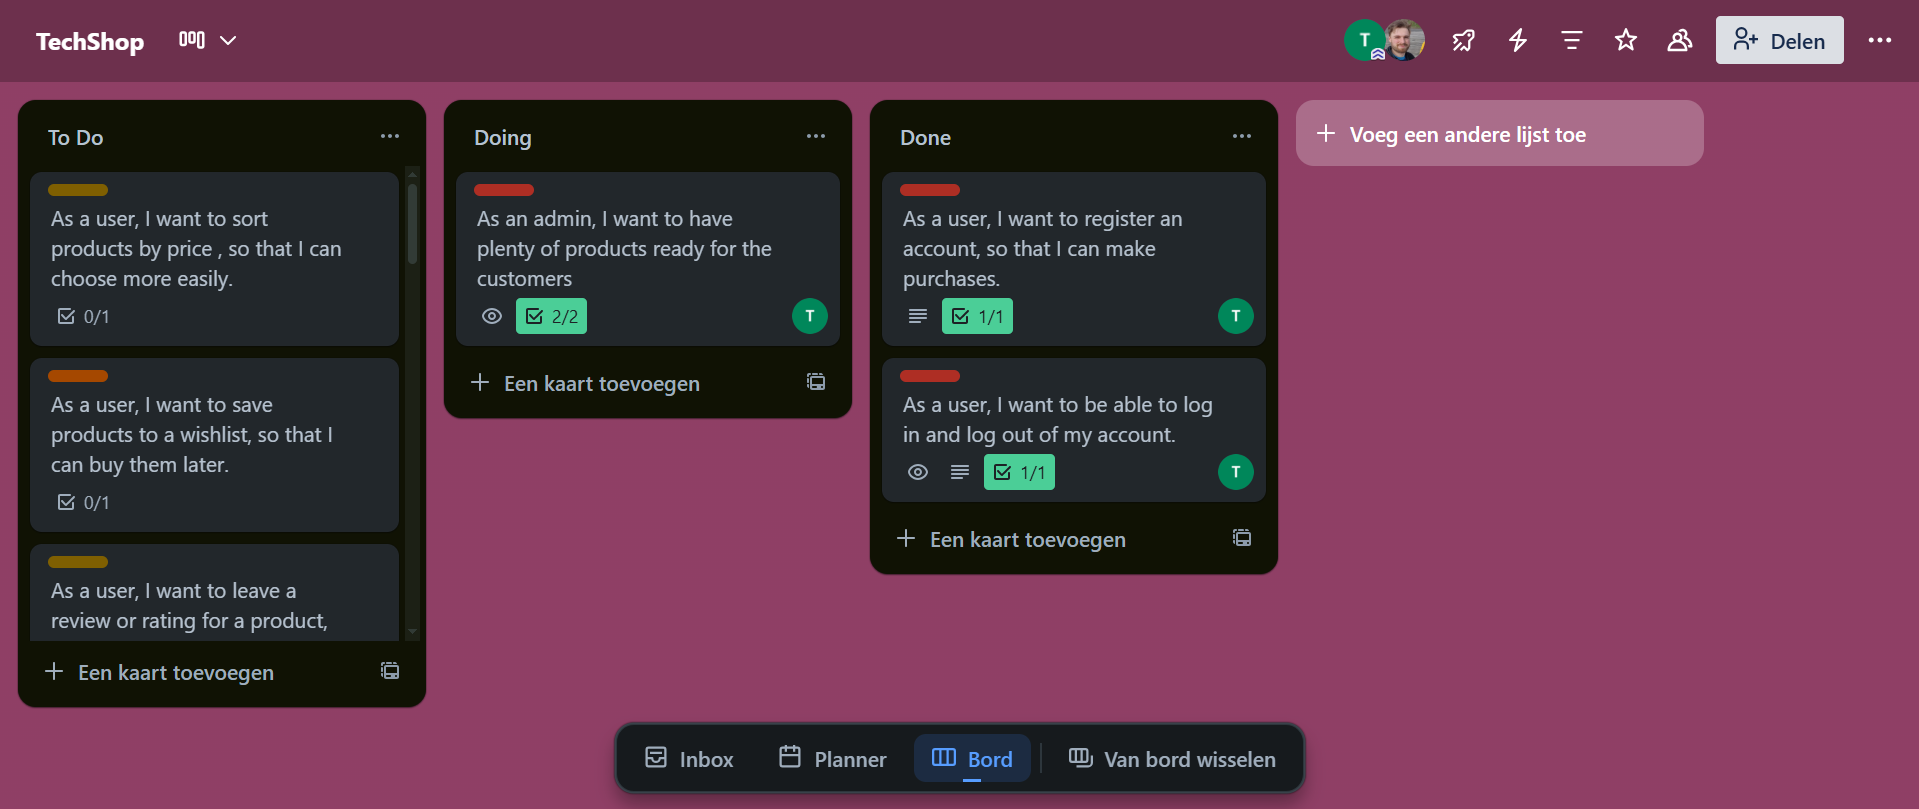 TechShop
T
Delen
To Do
As a user, I want to sort
products by price , so that I can
choose more easily.
0/1
As a user, I want to save
products to a wishlist, so that I
can buy them later.
0/1
As a user, I want to leave a
review or rating for a product,
Een kaart toevoegen
Doing
As an admin, I want to have
plenty of products ready for the
customers
2/2
T
Een kaart toevoegen
Done
As a user, I want to register an
account, so that I can make
purchases.
1/1
T
As a user, I want to be able to log
in and log out of my account.
1/1
T
Een kaart toevoegen
Voeg een andere lijst toe
Inbox
Planner
Bord
Van bord wisselen